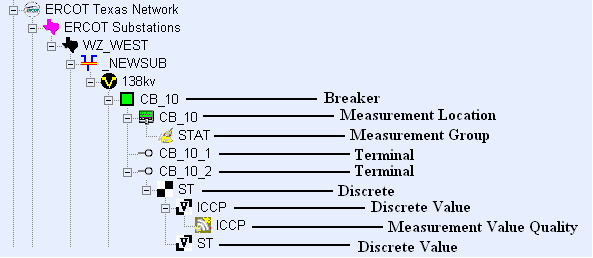 ERCOT Texas Network
ERCOT Substations
WZ_WEST
_NEWSUB
138kv
CB_10 Breaker
CB_10 Measurement Location
STAT Measurement Group
CB_10_1 Terminal
CB_10_2 Terminal
ST Discrete
ICCP Discrete Value
ICCP Measurement Value Quality
ST Discrete Value